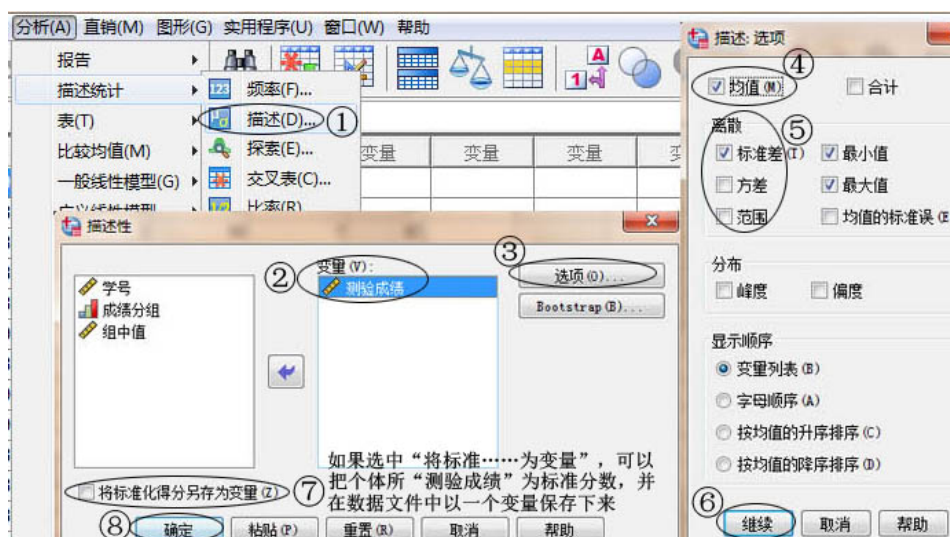 分析(A) 直销(M) 图形(G) 实用程序(U) 窗口(W) 帮助
报告
描述统计
表(T)
比较均值(M)
一般线性模型(G)
广义线性模型
频率(F)...
描述(D)... ①
探索(E)...
交叉表(C)...
比率(R)
变量 变量 变量
描述性
学号
成绩分组
组中值
② 变量(V):
测验成绩
③ 选项(O)...
Bootstrap(B)...
如果选中“将标准……为变量”，可以
把个体所“测验成绩”为标准分数，并
在数据文件中以一个变量保存下来
将标准化得分另存为变量(Z) ⑦
⑧ 确定 粘贴(P) 重置(R) 取消 帮助
描述: 选项
④
均值(M) 合计
离散 ⑤
标准差(T) 最小值
方差 最大值
范围 均值的标准误(E
分布
峰度 偏度
显示顺序
变量列表(B)
字母顺序(A)
按均值的升序排序(C)
按均值的降序排序(D)
⑥ 继续 取消 帮助